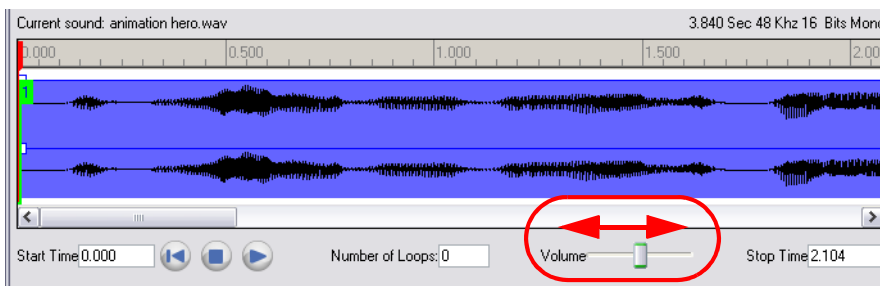 Current sound: animation hero.wav 3.840 Sec 48 Khz 16 Bits Mono
0.000 0.500 1.000 1.500 2.00
1
Start Time 0.000 Number of Loops: 0 Volume Stop Time 2.104